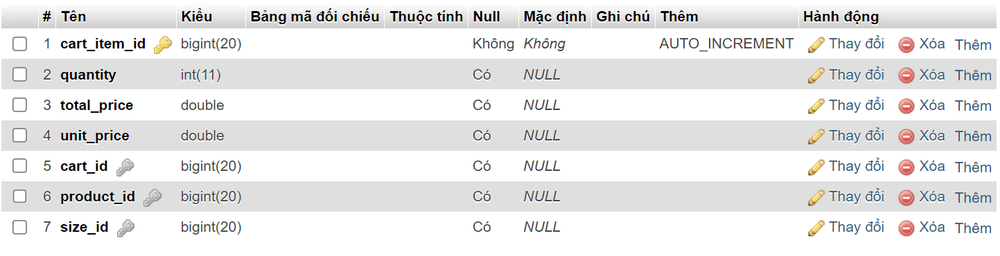 # Tên Kiểu Bảng mã đối chiếu Thuộc tính Null Mặc định Ghi chú Thêm Hành động
1 cart_item_id bigint(20) Không Không AUTO_INCREMENT Thay đổi Xóa Thêm
2 quantity int(11) Có NULL Thay đổi Xóa Thêm
3 total_price double Có NULL Thay đổi Xóa Thêm
4 unit_price double Có NULL Thay đổi Xóa Thêm
5 cart_id bigint(20) Có NULL Thay đổi Xóa Thêm
6 product_id bigint(20) Có NULL Thay đổi Xóa Thêm
7 size_id bigint(20) Có NULL Thay đổi Xóa Thêm